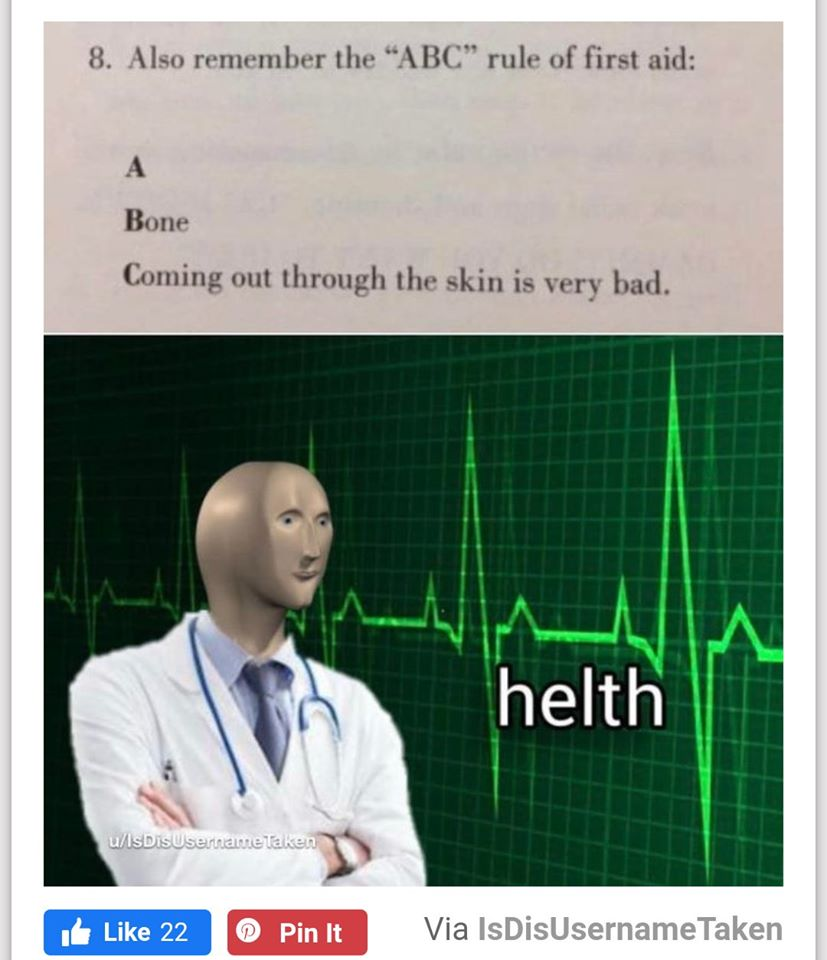 8. Also remember the “ABC” rule of first aid:
A
Bone
Coming out through the skin is very bad.
helth
u/IsDisUsernameTaken
Like 22
Pin It
Via IsDisUsernameTaken